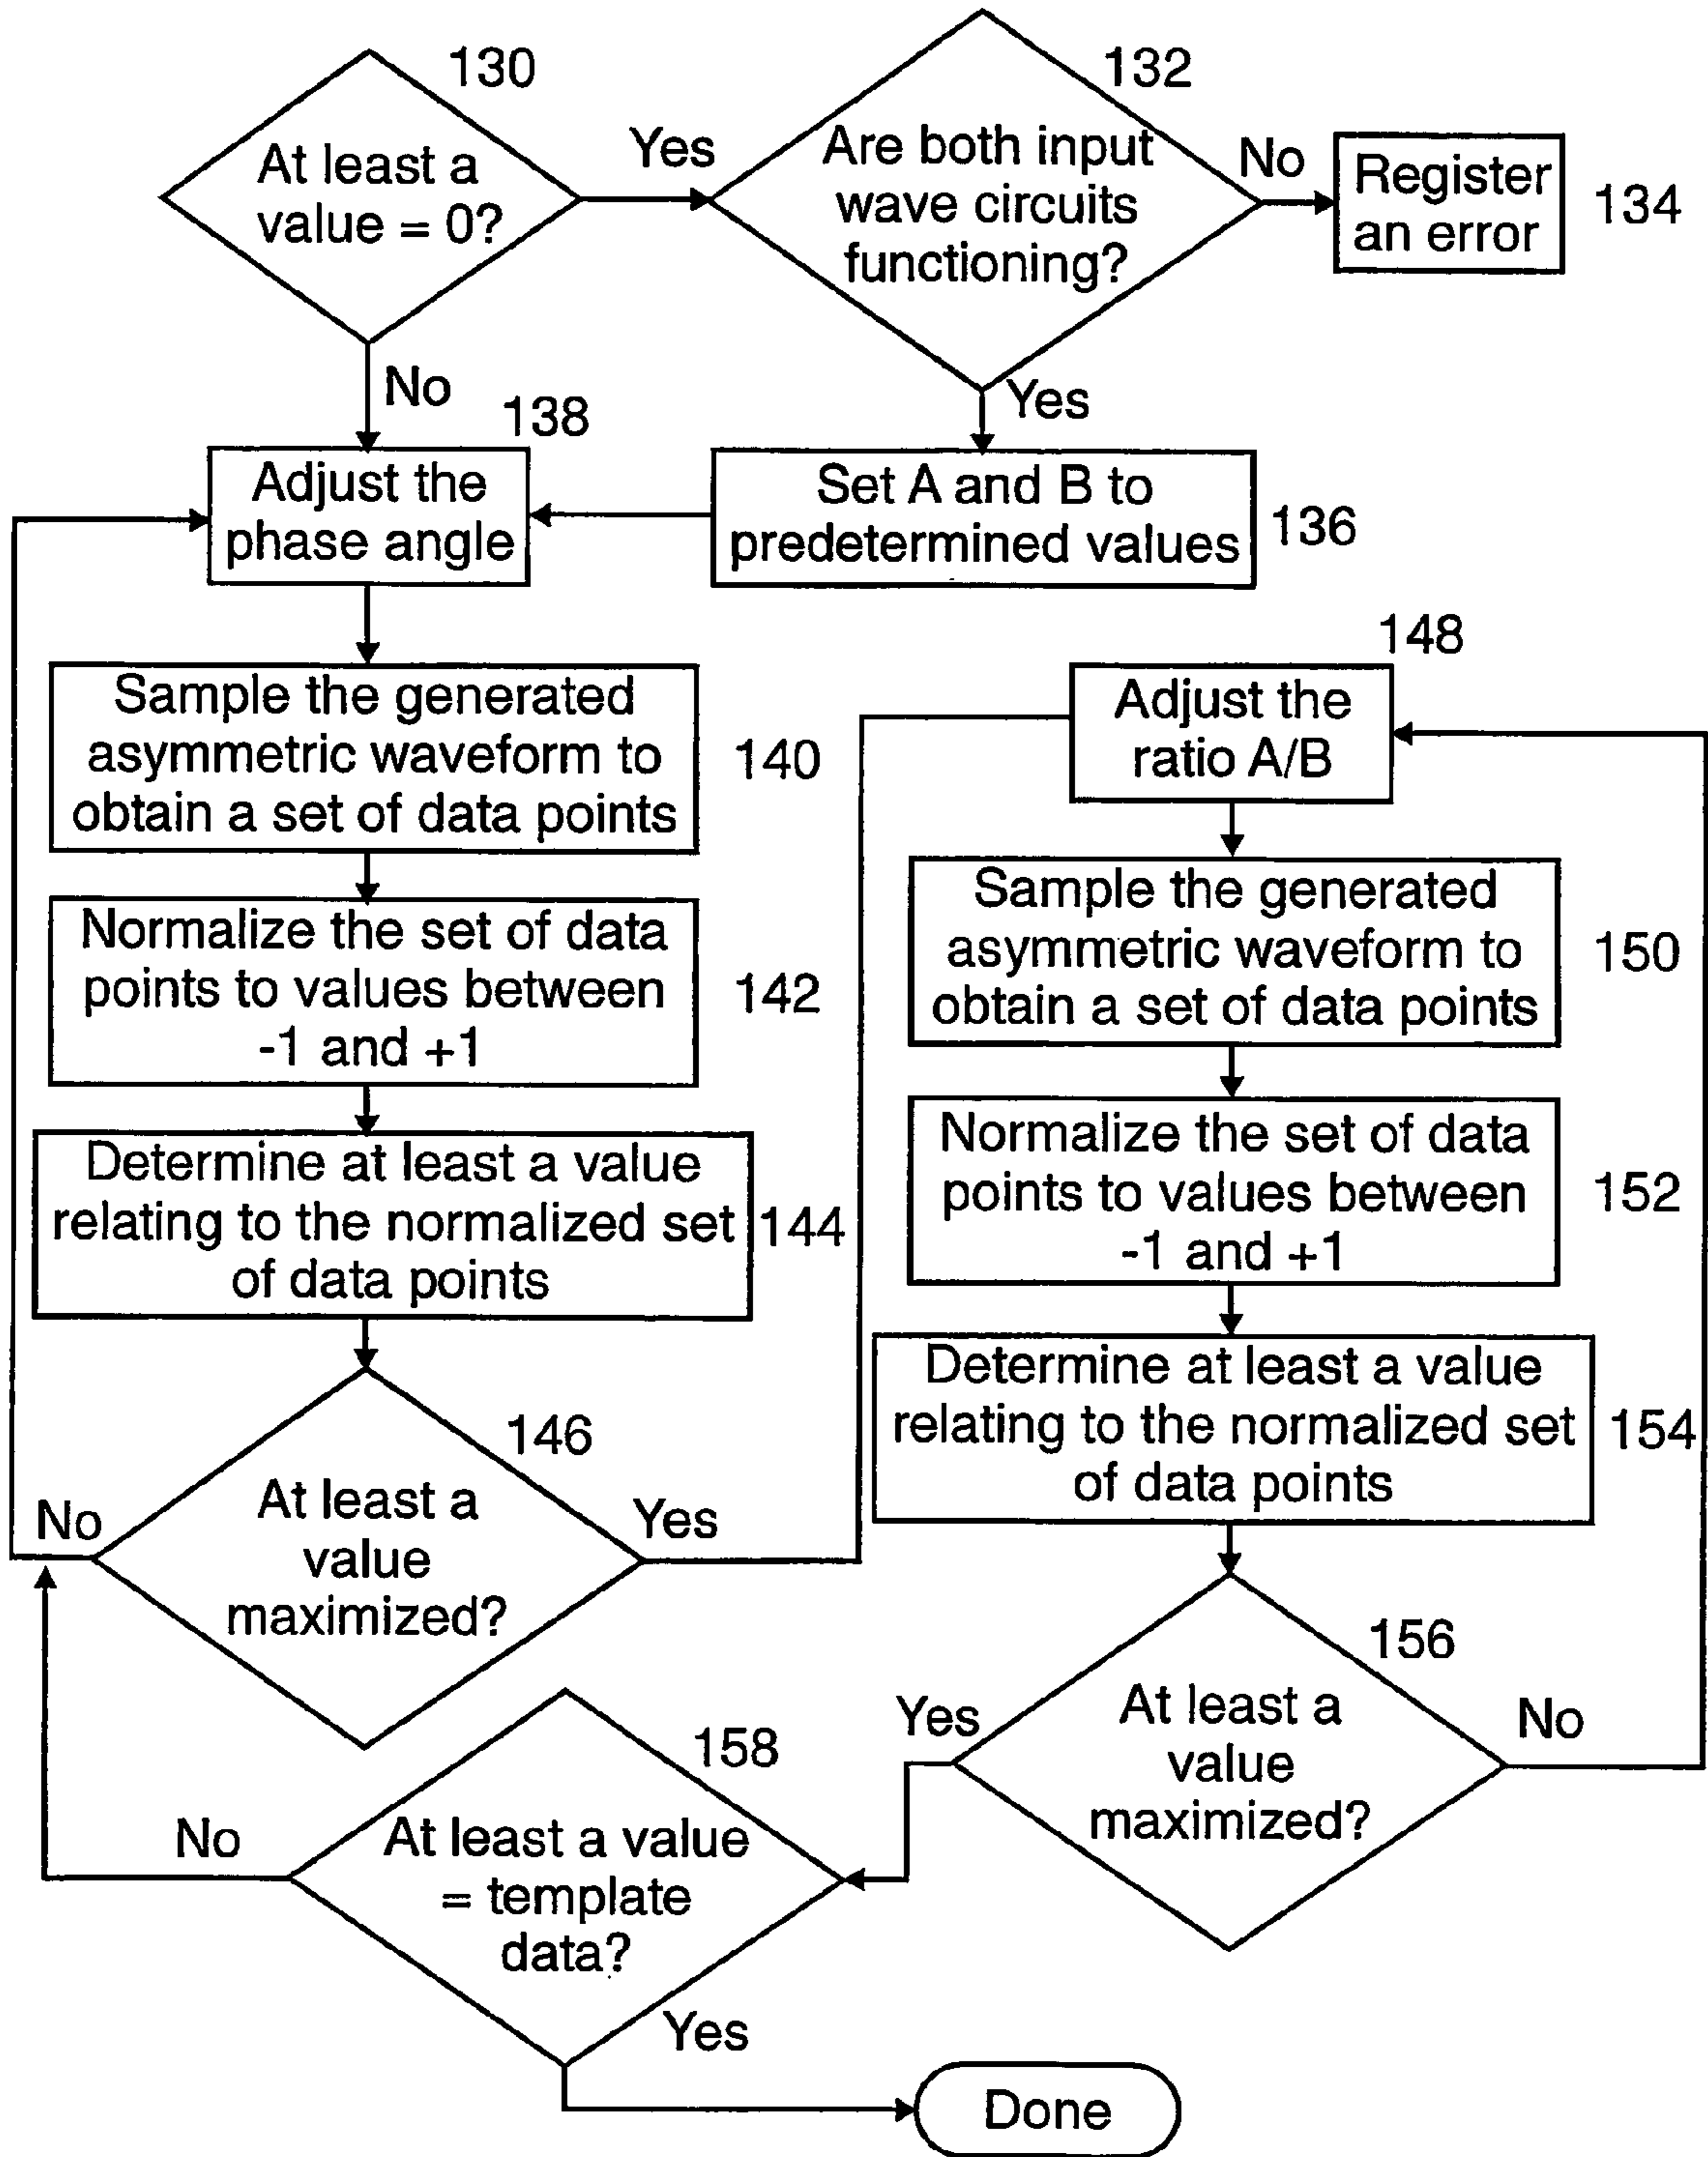 130
At least a
value = 0?
Yes
132
Are both input
wave circuits
functioning?
No
Register
an error
134
No
Yes
138
Adjust the
phase angle
Set A and B to
predetermined values
136
Sample the generated
asymmetric waveform to
obtain a set of data points
140
Normalize the set of data
points to values between
-1 and +1
142
Determine at least a value
relating to the normalized set
of data points
144
146
At least a
value
maximized?
No
Yes
148
Adjust the
ratio A/B
Sample the generated
asymmetric waveform to
obtain a set of data points
150
Normalize the set of data
points to values between
-1 and +1
152
Determine at least a value
relating to the normalized set
of data points
154
156
At least a
value
maximized?
Yes
No
158
At least a value
= template
data?
No
Yes
Done